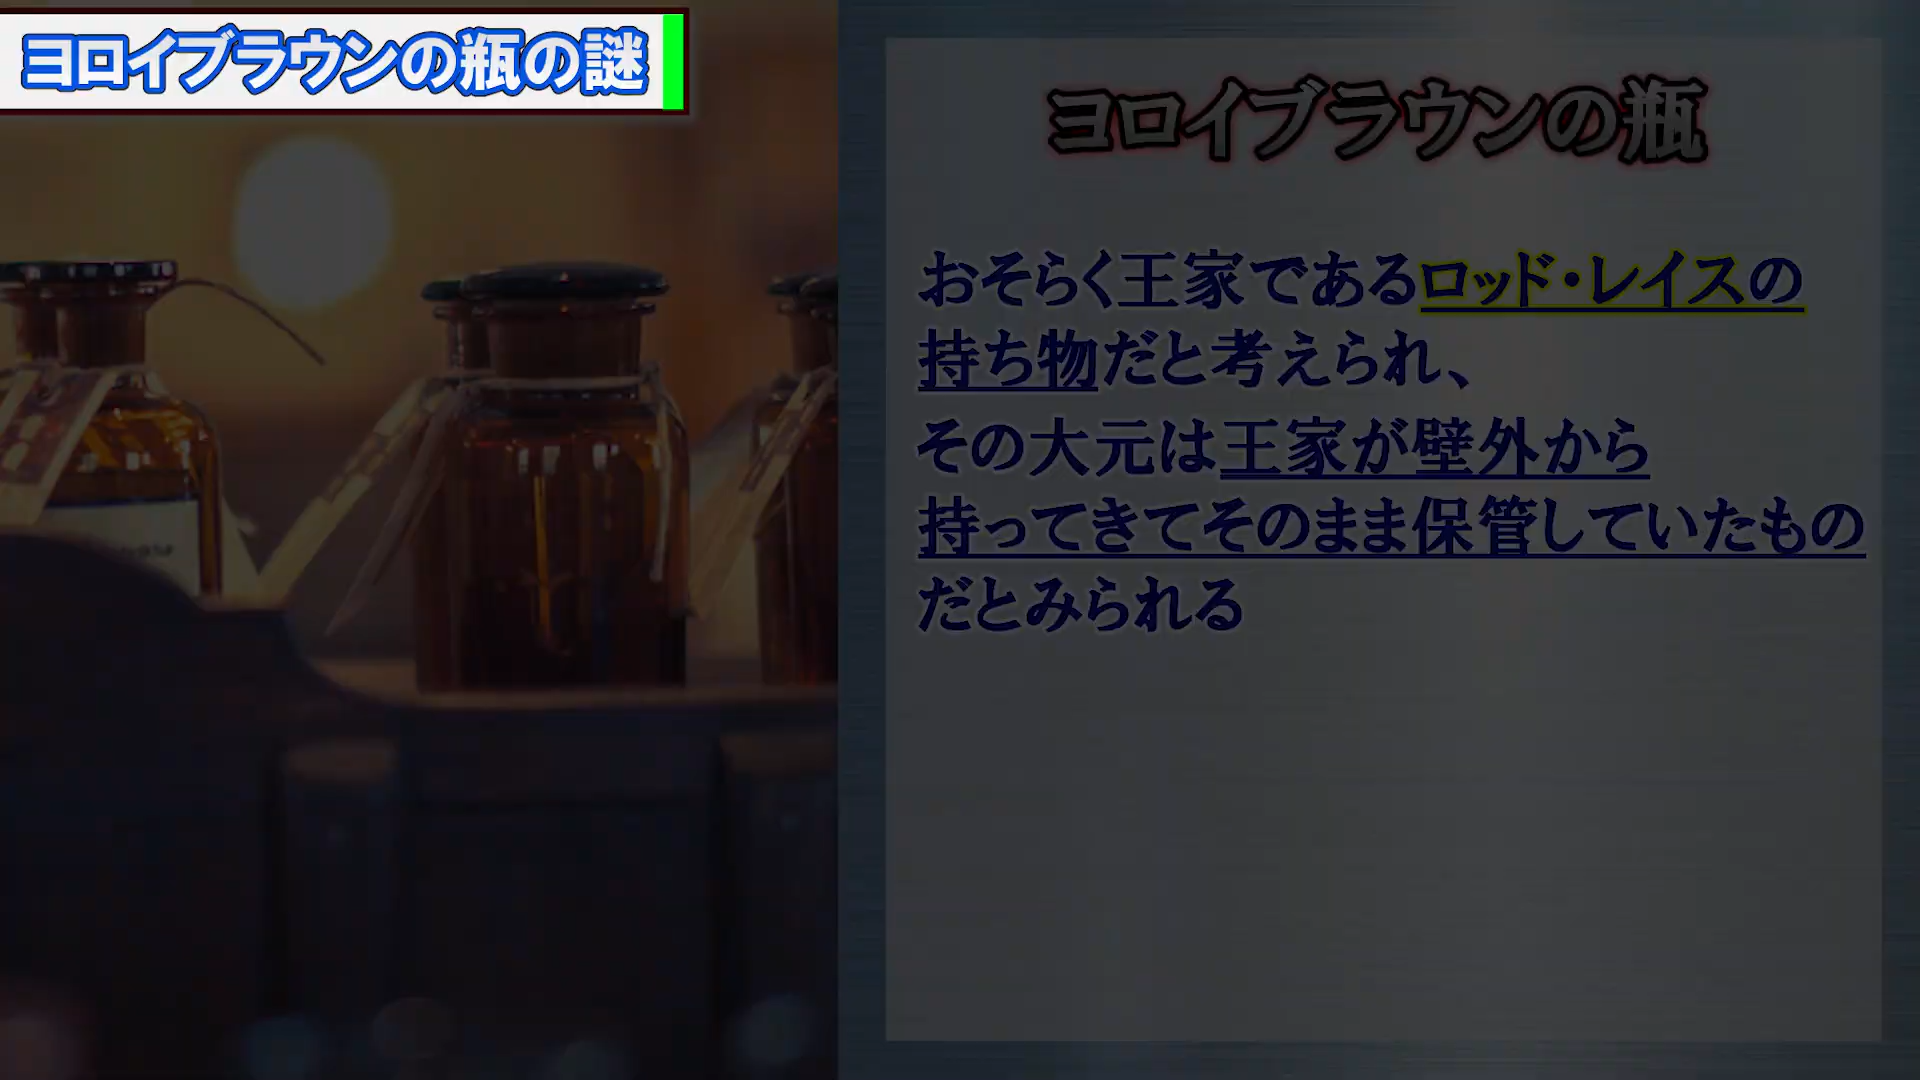 ヨロイブラウンの瓶の謎
ヨロイブラウンの瓶
おそらく王家であるロッド・レイスの
持ち物だと考えられ、
その大元は王家が壁外から
持ってきてそのまま保管していたもの
だとみられる